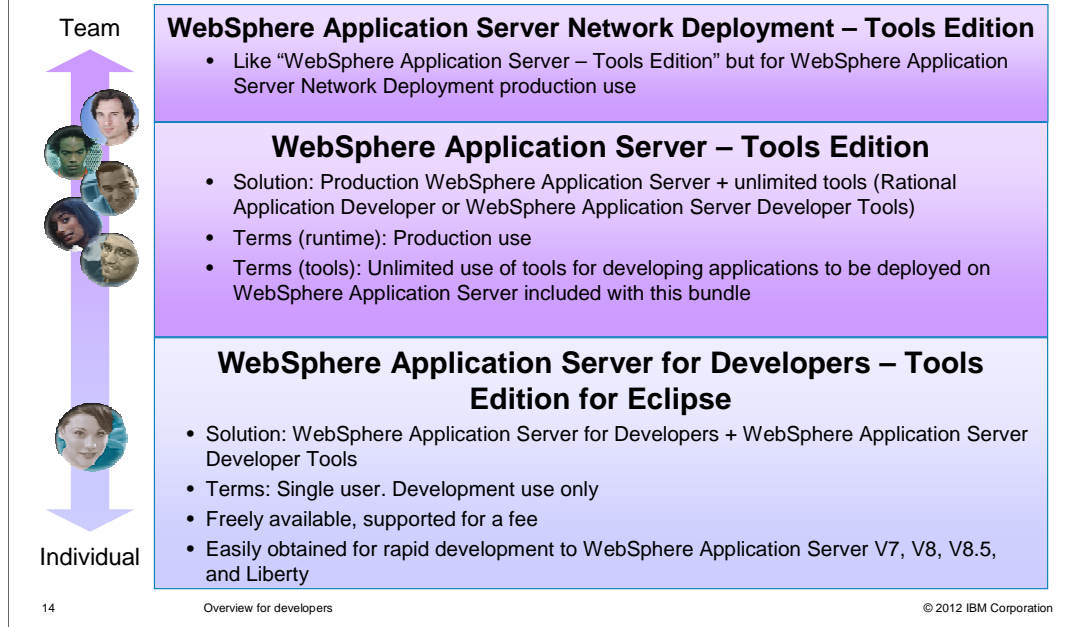 Team
WebSphere Application Server Network Deployment – Tools Edition
• Like “WebSphere Application Server – Tools Edition” but for WebSphere Application
Server Network Deployment production use
WebSphere Application Server – Tools Edition
• Solution: Production WebSphere Application Server + unlimited tools (Rational
Application Developer or WebSphere Application Server Developer Tools)
• Terms (runtime): Production use
• Terms (tools): Unlimited use of tools for developing applications to be deployed on
WebSphere Application Server included with this bundle
WebSphere Application Server for Developers – Tools
Edition for Eclipse
• Solution: WebSphere Application Server for Developers + WebSphere Application Server
Developer Tools
• Terms: Single user. Development use only
• Freely available, supported for a fee
• Easily obtained for rapid development to WebSphere Application Server V7, V8, V8.5,
and Liberty
Individual
14
Overview for developers
© 2012 IBM Corporation